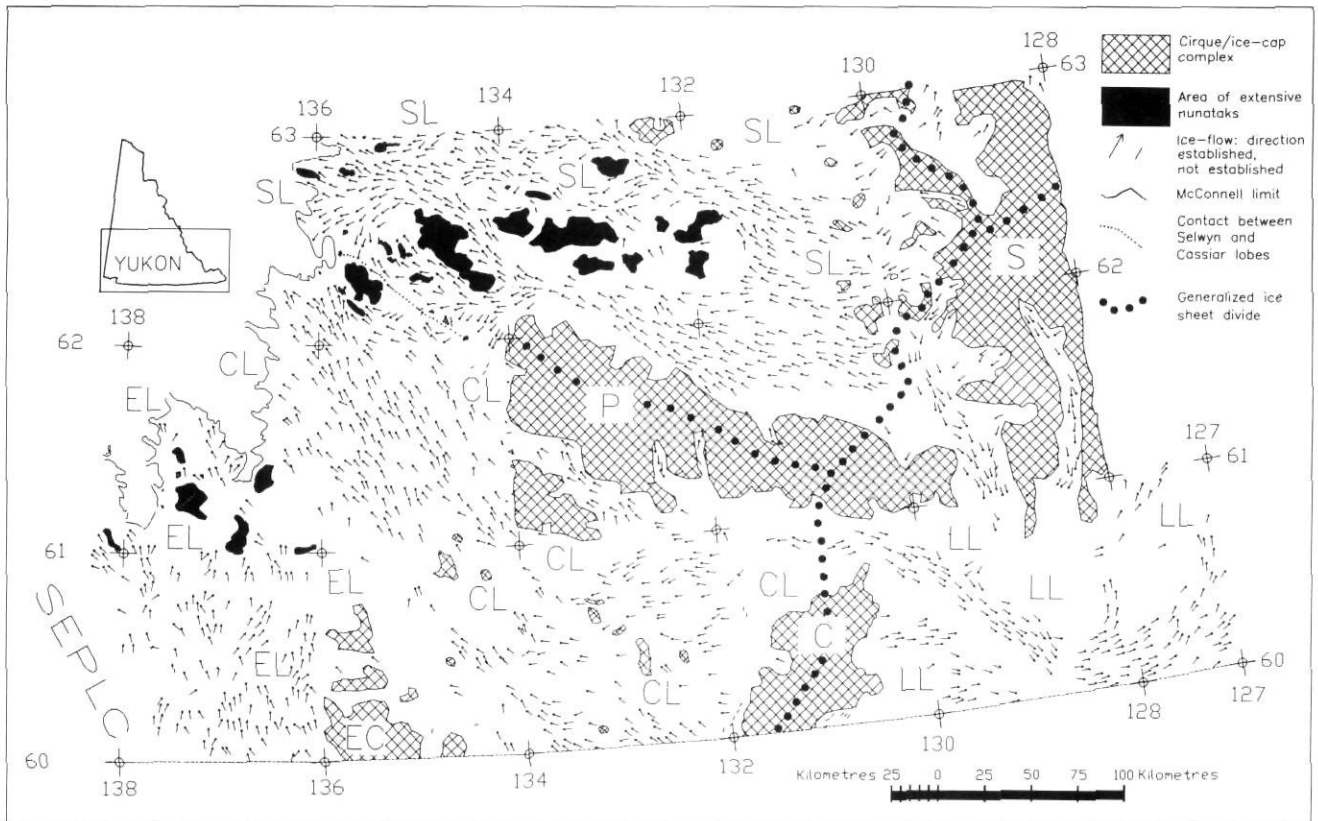 128
63
130
132
134
136
63
SL
SL
SL
SL
SL
S
62
YUKON
138
62
CL
EL
CL
P
127
61
LL
EL
61
LL
LL
EL
CL
CL
CL
C
SEPLC
EL
CL
LL
EC
60
127
128
130
132
134
136
138
60
Cirque/ice-cap
complex
Area of extensive
nunataks
Ice-flow: direction
established,
not established
McConnell limit
Contact between
Selwyn and
Cassiar lobes
Generalized ice
sheet divide
Kilometres 25 0 25 50 75 100 Kilometres